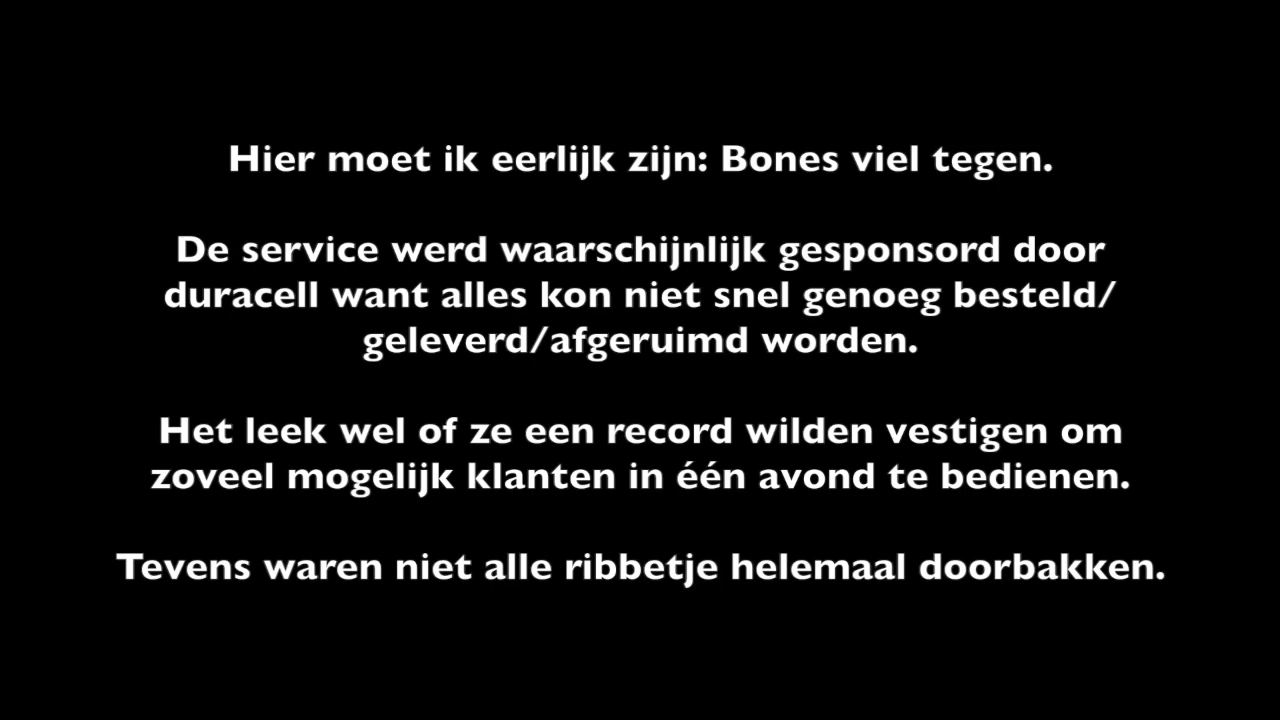 Hier moet ik eerlijk zijn: Bones viel tegen.
De service werd waarschijnlijk gesponsord door
duracell want alles kon niet snel genoeg besteld/
geleverd/afgeruimd worden.
Het leek wel of ze een record wilden vestigen om
zoveel mogelijk klanten in één avond te bedienen.
Tevens waren niet alle ribbetje helemaal doorbakken.